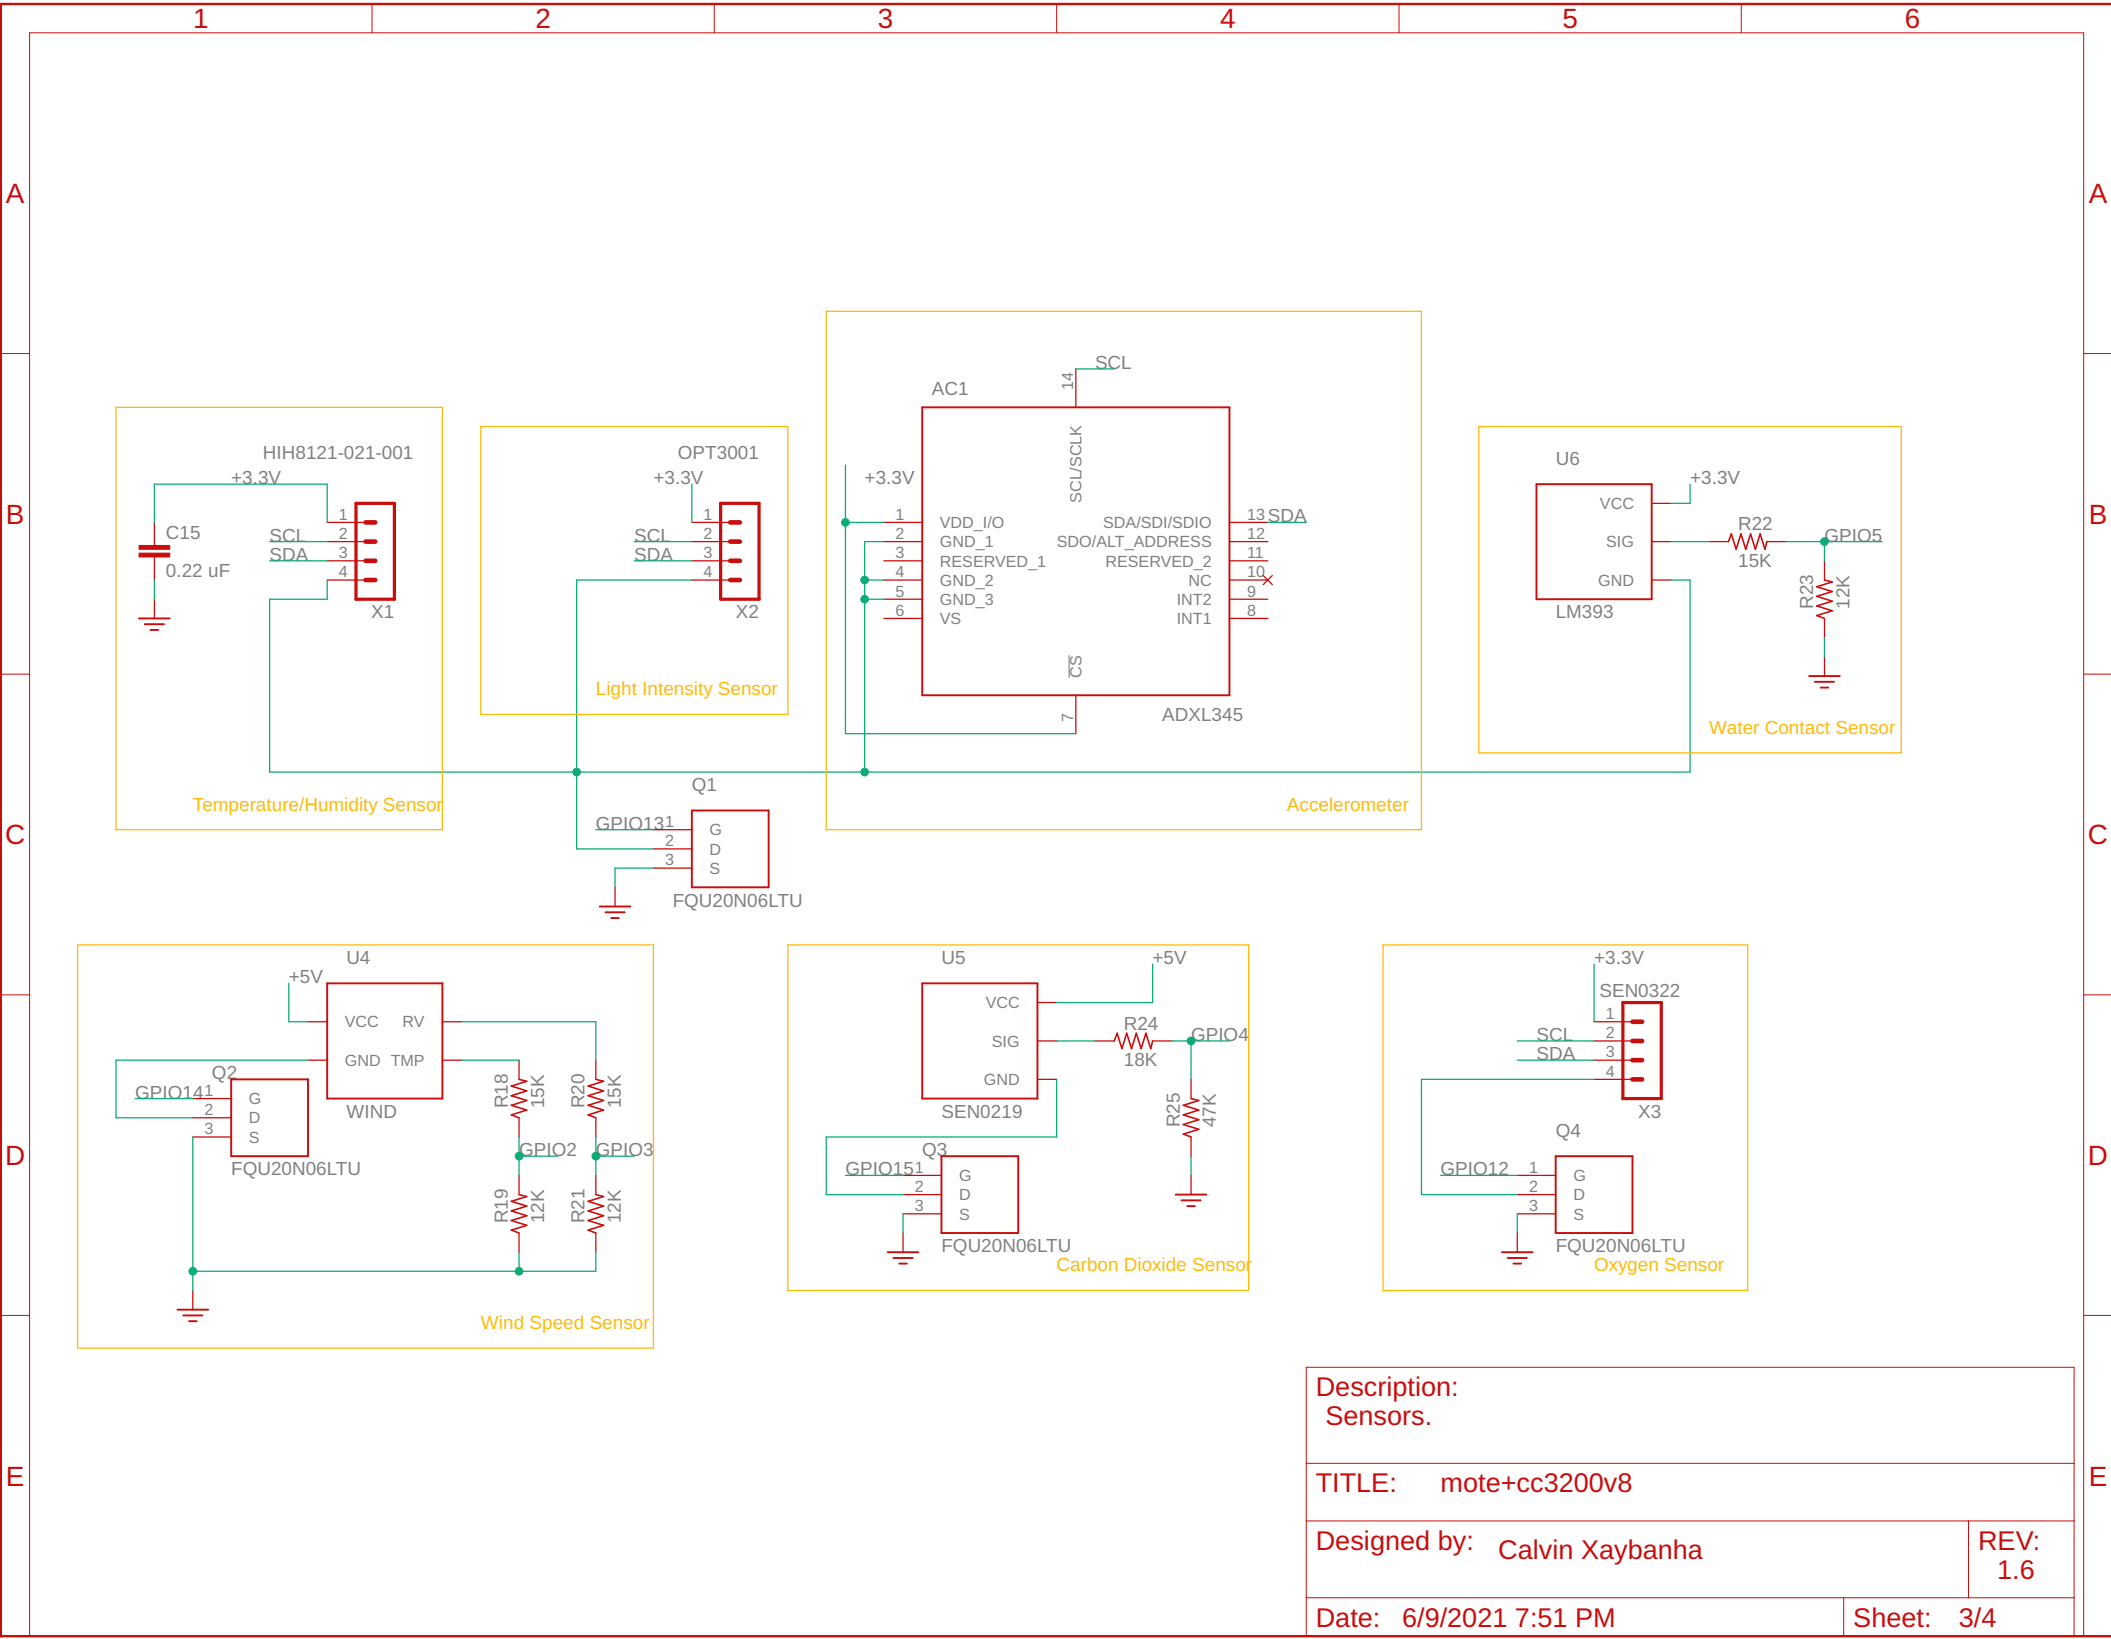 1 2 3 4 5 6
A A
B B
C C
D D
E E
HIH8121-021-001
+3.3V
C15
0.22 uF
SCL
SDA
1
2
3
4
X1
Temperature/Humidity Sensor
OPT3001
+3.3V
SCL
SDA
1
2
3
4
X2
Light Intensity Sensor
AC1
SCL
14
+3.3V
SCL/SCLK
1 VDD_I/O
2 GND_1
3 RESERVED_1
4 GND_2
5 GND_3
6 VS
SDA/SDI/SDIO 13 SDA
SDO/ALT_ADDRESS 12
RESERVED_2 11
NC 10
INT2 9
INT1 8
CS
7
ADXL345
Accelerometer
U6
+3.3V
VCC
SIG
GND
LM393
R22
15K
GPIO5
R23
12K
Water Contact Sensor
Q1
GPIO13 1 G
2 D
3 S
FQU20N06LTU
U4
+5V
VCC RV
GND TMP
WIND
Q2
GPIO14 1 G
2 D
3 S
FQU20N06LTU
R18
15K
R20
15K
GPIO2
GPIO3
R19
12K
R21
12K
Wind Speed Sensor
U5
+5V
VCC
SIG
GND
SEN0219
R24
18K
GPIO4
R25
47K
Q3
GPIO15 1 G
2 D
3 S
FQU20N06LTU
Carbon Dioxide Sensor
+3.3V
SEN0322
SCL
SDA
1
2
3
4
X3
Q4
GPIO12 1 G
2 D
3 S
FQU20N06LTU
Oxygen Sensor
Description:
Sensors.
TITLE: mote+cc3200v8
Designed by: Calvin Xaybanha
REV:
1.6
Date: 6/9/2021 7:51 PM
Sheet: 3/4